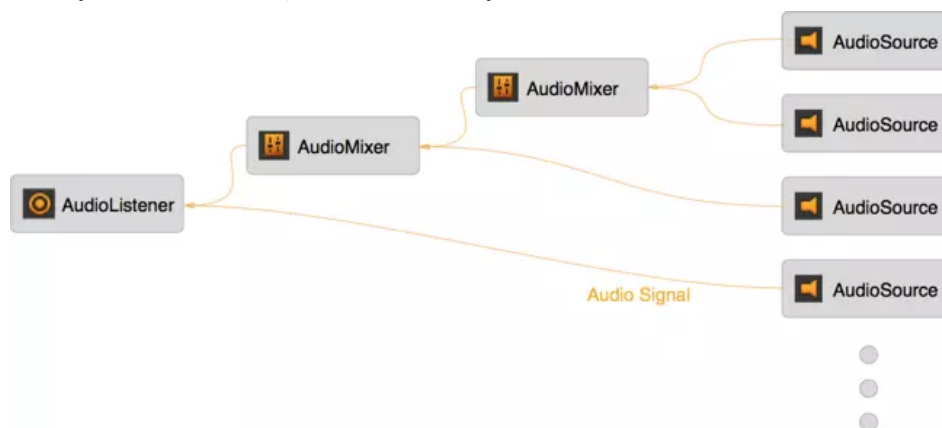 AudioSource
AudioMixer
AudioSource
AudioMixer
AudioListener
AudioSource
Audio Signal
AudioSource